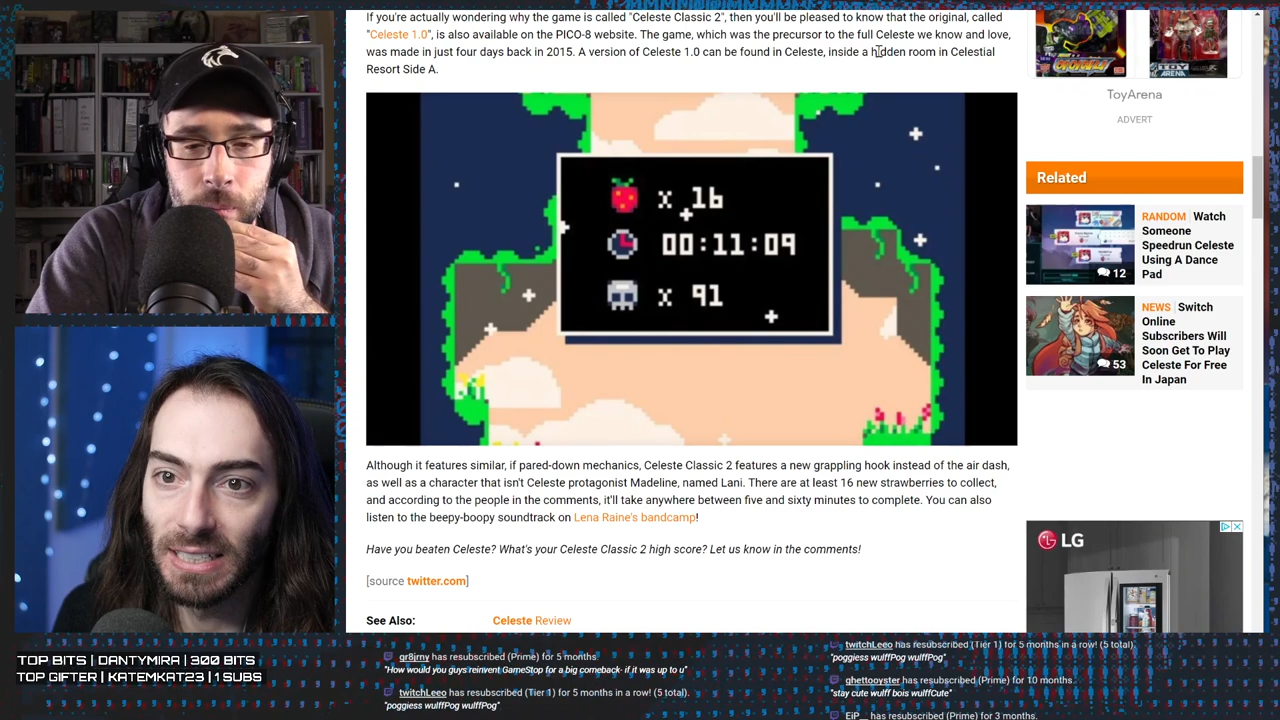 If you're actually wondering why the game is called "Celeste Classic 2", then you'll be pleased to know that the original, called
"Celeste 1.0", is also available on the PICO-8 website. The game, which was the precursor to the full Celeste we know and love,
was made in just four days back in 2015. A version of Celeste 1.0 can be found in Celeste, inside a hidden room in Celestial
Resort Side A.
x 16
00:11:09
x 91
Although it features similar, if pared-down mechanics, Celeste Classic 2 features a new grappling hook instead of the air dash,
as well as a character that isn't Celeste protagonist Madeline, named Lani. There are at least 16 new strawberries to collect,
and according to the people in the comments, it'll take anywhere between five and sixty minutes to complete. You can also
listen to the beepy-boopy soundtrack on Lena Raine's bandcamp!
Have you beaten Celeste? What's your Celeste Classic 2 high score? Let us know in the comments!
[source twitter.com]
See Also:
Celeste Review
TOY ARENA
ToyArena
ADVERT
Related
RANDOM Watch
Someone
Speedrun Celeste
Using A Dance
Pad
12
NEWS Switch
Online
Subscribers Will
Soon Get To Play
Celeste For Free
In Japan
53
LG
TOP BITS | DANTYMIRA | 300 BITS
TOP GIFTER | KATEMKAT23 | 1 SUBS
gr8jrny has resubscribed (Prime) for 5 months.
"How would you guys reinvent GameStop for a big comeback- if it was up to u"
twitchLeeo has resubscribed (Tier 1) for 5 months in a row! (5 total).
"poggiess wulffPog wulffPog"
twitchLeeo has resubscribed (Tier 1) for 5 months in a row! (5 total).
"poggiess wulffPog wulffPog"
ghettooyster has resubscribed (Prime) for 10 months.
"stay cute wulff bois wulffCute"
EiP__ has resubscribed (Prime) for 3 months.